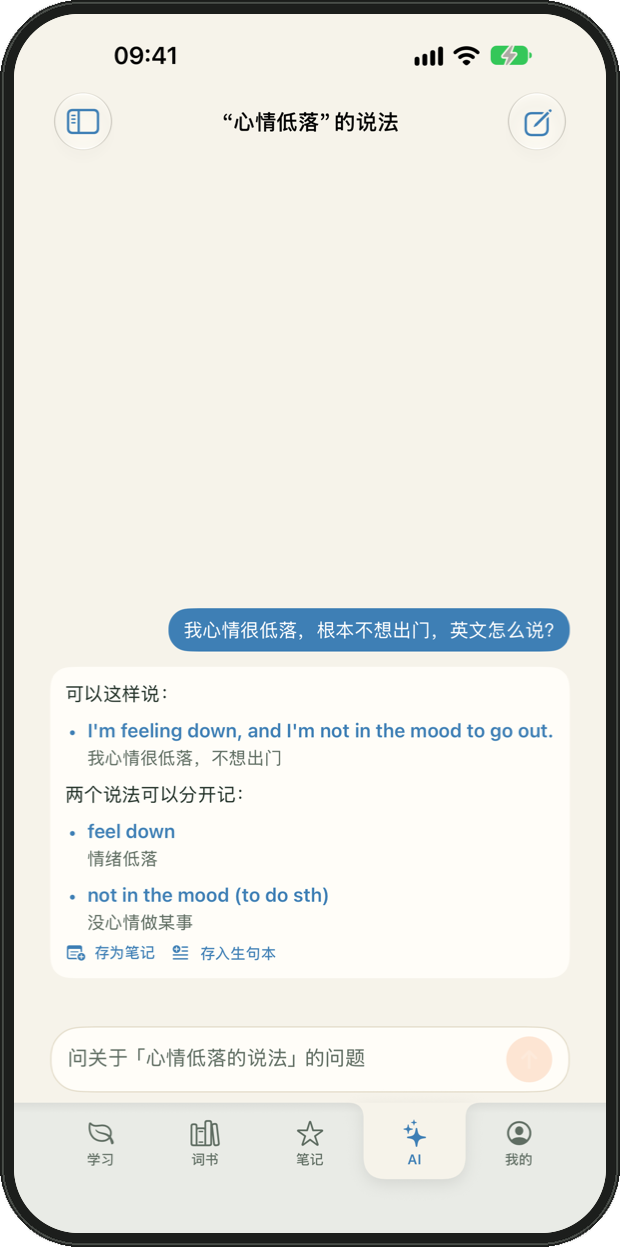 09:41
“心情低落”的说法
我心情很低落，根本不想出门，英文怎么说?
可以这样说：
• I'm feeling down, and I'm not in the mood to go out.
我心情很低落，不想出门
两个说法可以分开记：
• feel down
情绪低落
• not in the mood (to do sth)
没心情做某事
存为笔记 存入生句本
问关于「心情低落的说法」的问题
学习 词书 笔记 AI 我的